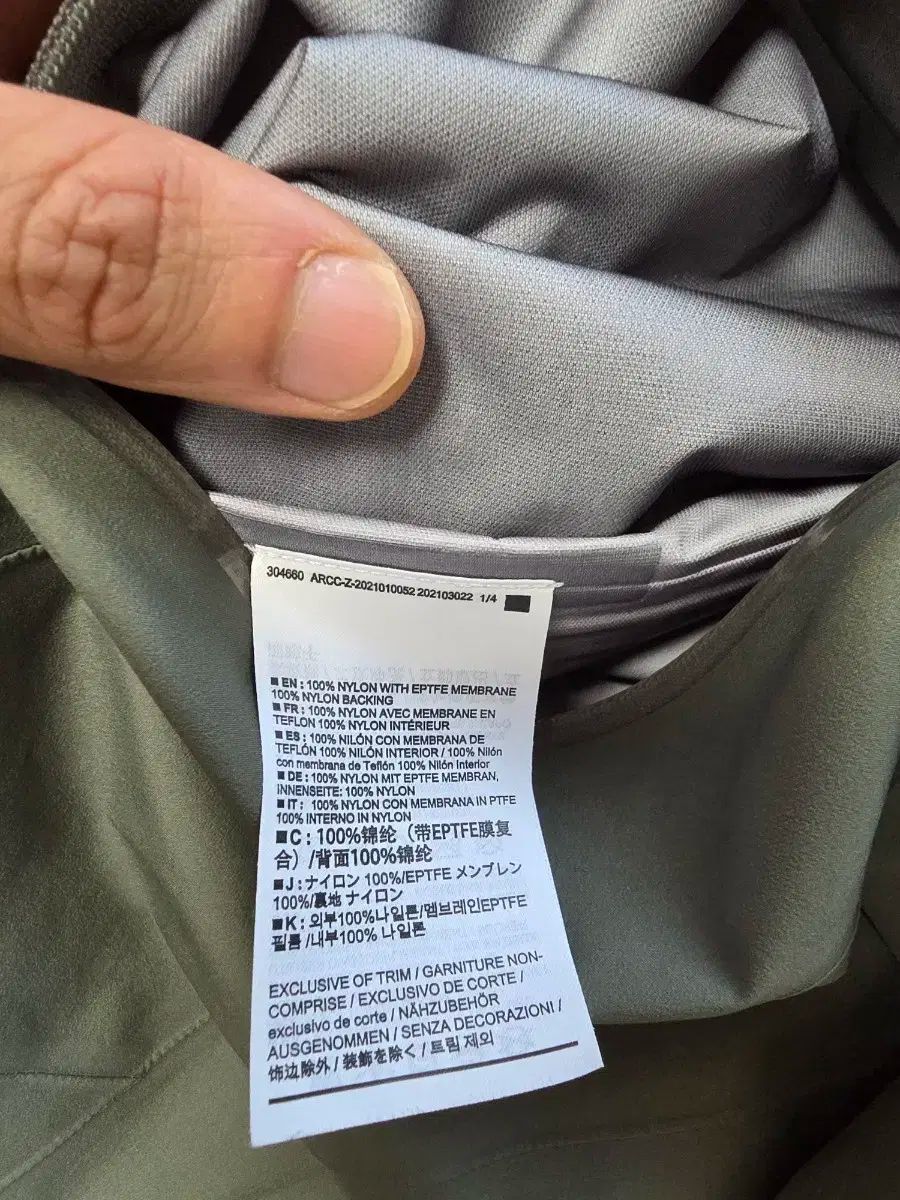 304660 ARCC-Z-2021010052 202103022 1/4
■ EN : 100% NYLON WITH EPTFE MEMBRANE
100% NYLON BACKING
■ FR : 100% NYLON AVEC MEMBRANE EN
TEFLON 100% NYLON INTÉRIEUR
■ ES : 100% NILÓN CON MEMBRANA DE
TEFLÓN 100% NILÓN INTERIOR / 100% Nilón
con membrana de Teflón 100% Nilón Interior
■ DE : 100% NYLON MIT EPTFE MEMBRAN,
INNENSEITE: 100% NYLON
■ IT : 100% NYLON CON MEMBRANA IN PTFE
100% INTERNO IN NYLON
■ C : 100%锦纶（带EPTFE膜复
合）/背面100%锦纶
■ J : ナイロン 100%/EPTFE メンブレン
100%/裏地 ナイロン
■ K : 외부100%나일론/멤브레인EPTFE
필름 /내부100% 나일론
EXCLUSIVE OF TRIM / GARNITURE NON-
COMPRISE / EXCLUSIVO DE CORTE /
exclusivo de corte / NÄHZUBEHÖR
AUSGENOMMEN / SENZA DECORAZIONI /
饰边除外 / 装飾を除く / 트림 제외